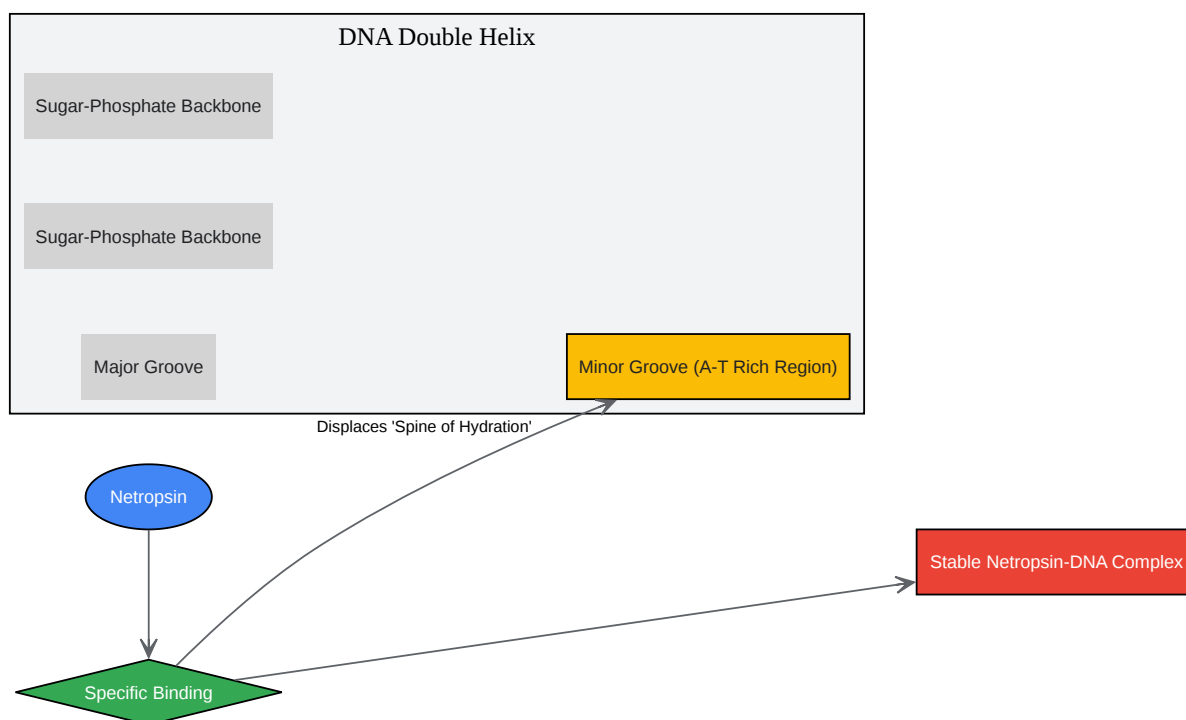 DNA Double Helix
Sugar-Phosphate Backbone
Sugar-Phosphate Backbone
Major Groove
Minor Groove (A-T Rich Region)
Displaces 'Spine of Hydration'
Netropsin
Stable Netropsin-DNA Complex
Specific Binding